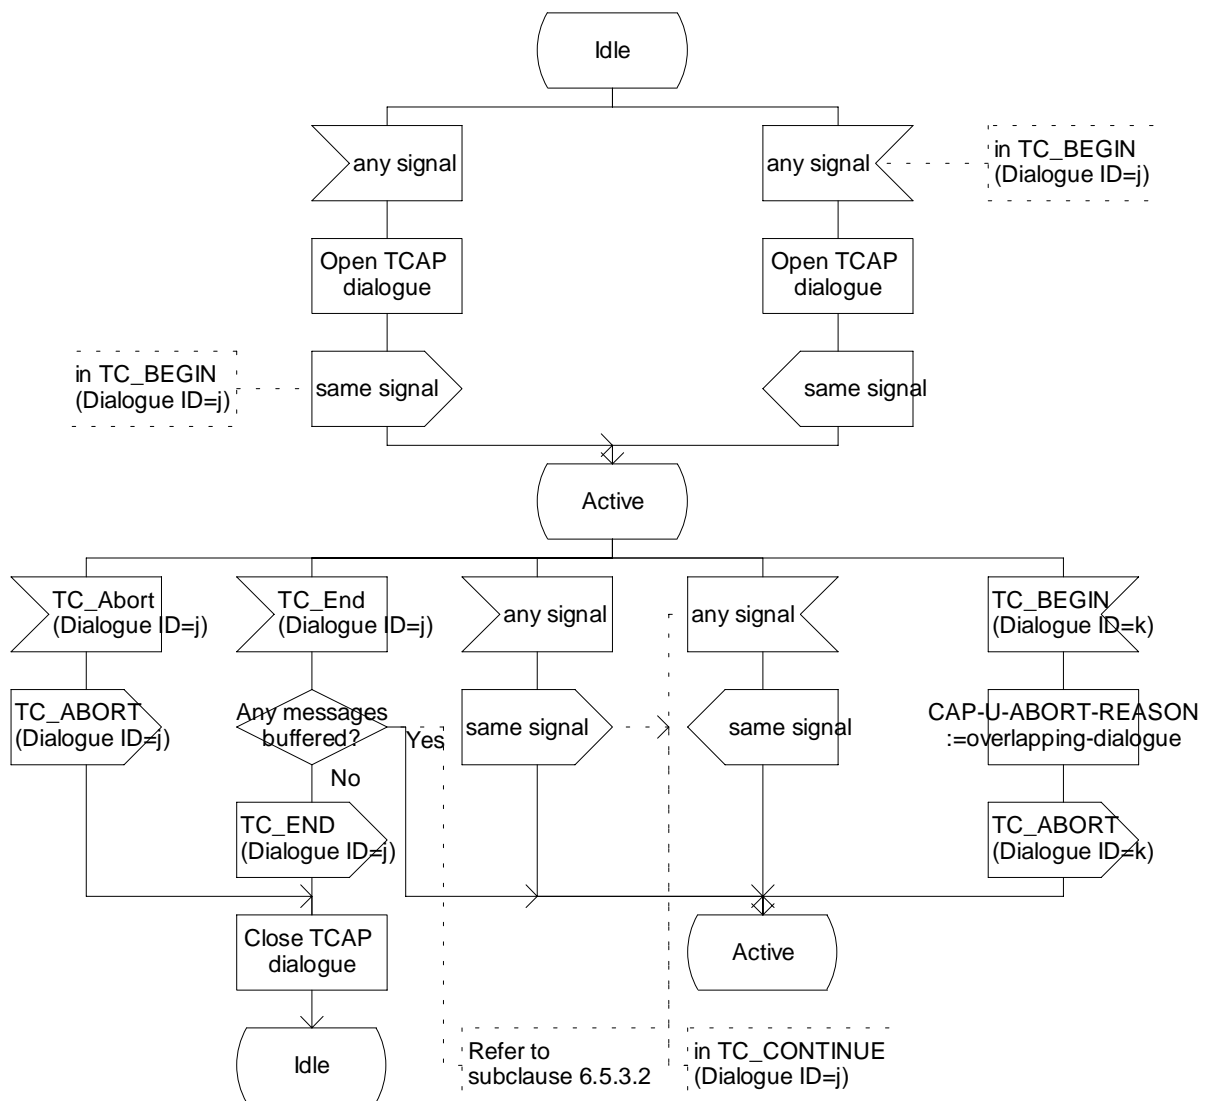 Idle
any signal
any signal
in TC_BEGIN
(Dialogue ID=j)
Open TCAP
dialogue
Open TCAP
dialogue
in TC_BEGIN
(Dialogue ID=j)
same signal
same signal
Active
TC_Abort
(Dialogue ID=j)
TC_End
(Dialogue ID=j)
any signal
any signal
TC_BEGIN
(Dialogue ID=k)
TC_ABORT
(Dialogue ID=j)
Any messages
buffered?
Yes
No
same signal
same signal
CAP-U-ABORT-REASON
:=overlapping-dialogue
TC_END
(Dialogue ID=j)
TC_ABORT
(Dialogue ID=k)
Close TCAP
dialogue
Active
Idle
Refer to
subclause 6.5.3.2
in TC_CONTINUE
(Dialogue ID=j)